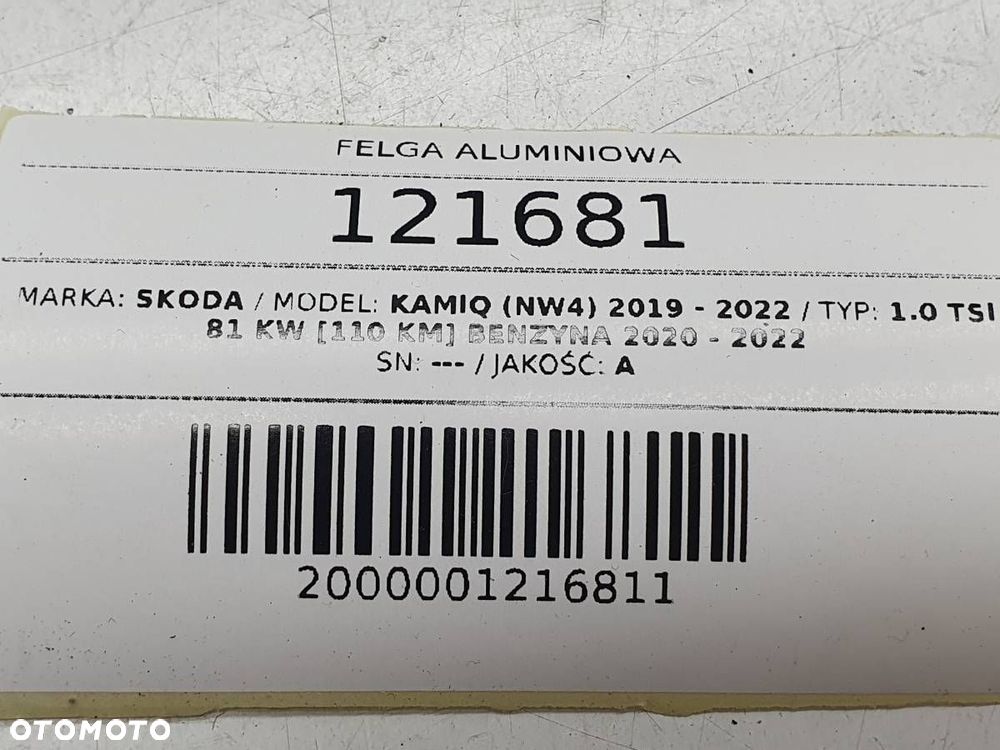 FELGA ALUMINIOWA
121681
MARKA: SKODA / MODEL: KAMIQ (NW4) 2019 - 2022 / TYP: 1.0 TSI
81 KW [110 KM] BENZYNA 2020 - 2022
SN: --- / JAKOŚĆ: A
2000001216811
OTOMOTO